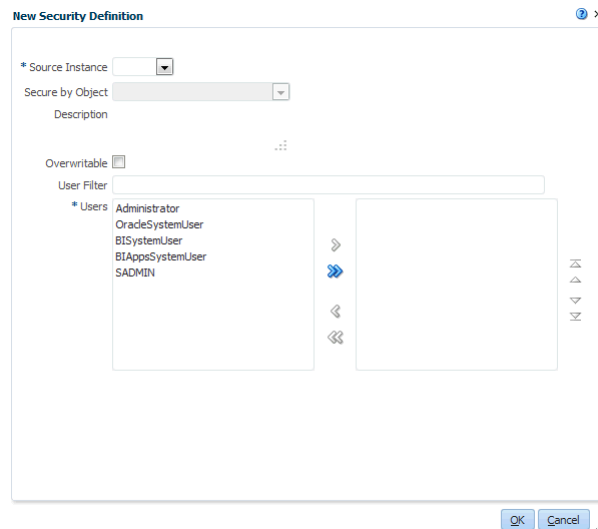 New Security Definition
* Source Instance
Secure by Object
Description
Overwritable
User Filter
* Users
Administrator
OracleSystemUser
BISystemUser
BIAppsSystemUser
SADMIN
OK
Cancel